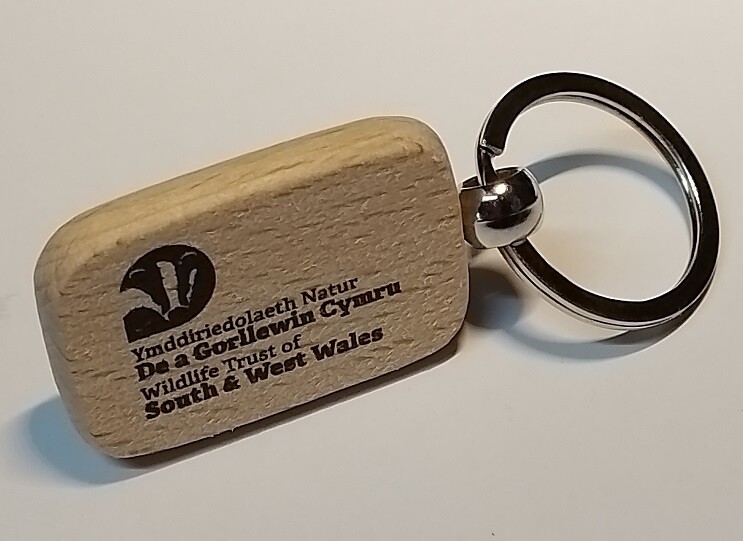 Ymddiriedolaeth Natur
De a Gorllewin Cymru
Wildlife Trust of
South & West Wales